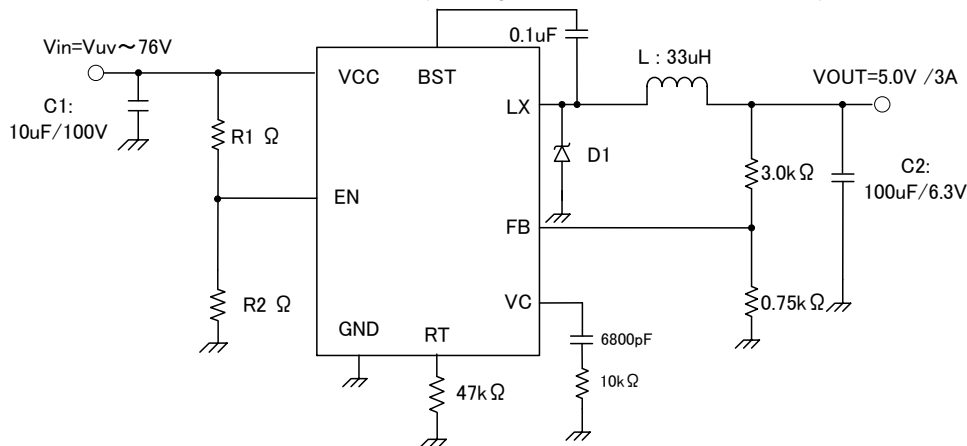 Vin=Vuv～76V
C1:
10uF/100V
R1 Ω
R2 Ω
VCC
BST
LX
EN
FB
VC
GND
RT
0.1uF
L : 33uH
D1
VOUT=5.0V /3A
3.0kΩ
C2:
100uF/6.3V
0.75kΩ
6800pF
10kΩ
47kΩ